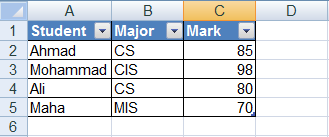 A B C D
1 Student Major Mark
2 Ahmad CS 85
3 Mohammad CIS 98
4 Ali CS 80
5 Maha MIS 70
6